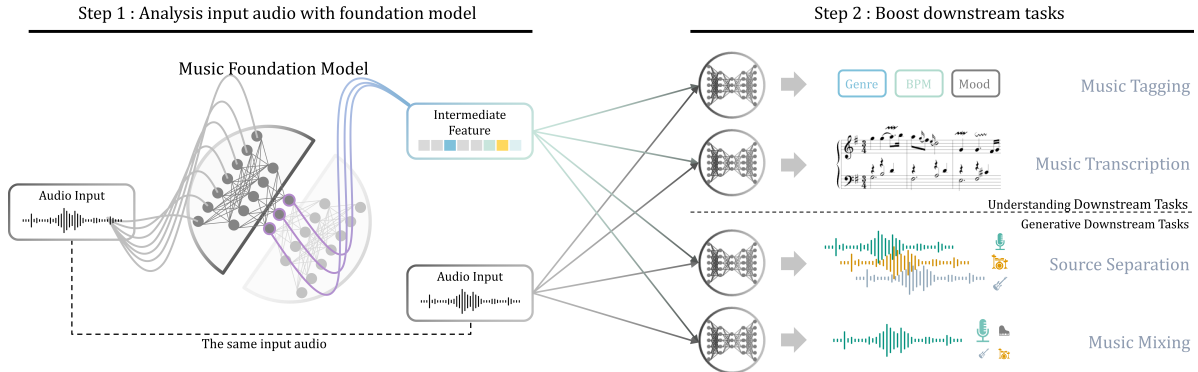 Step 1 : Analysis input audio with foundation model
Step 2 : Boost downstream tasks
Music Foundation Model
Audio Input
Intermediate
Feature
Audio Input
The same input audio
Genre
BPM
Mood
Music Tagging
Music Transcription
Understanding Downstream Tasks
Generative Downstream Tasks
Source Separation
Music Mixing